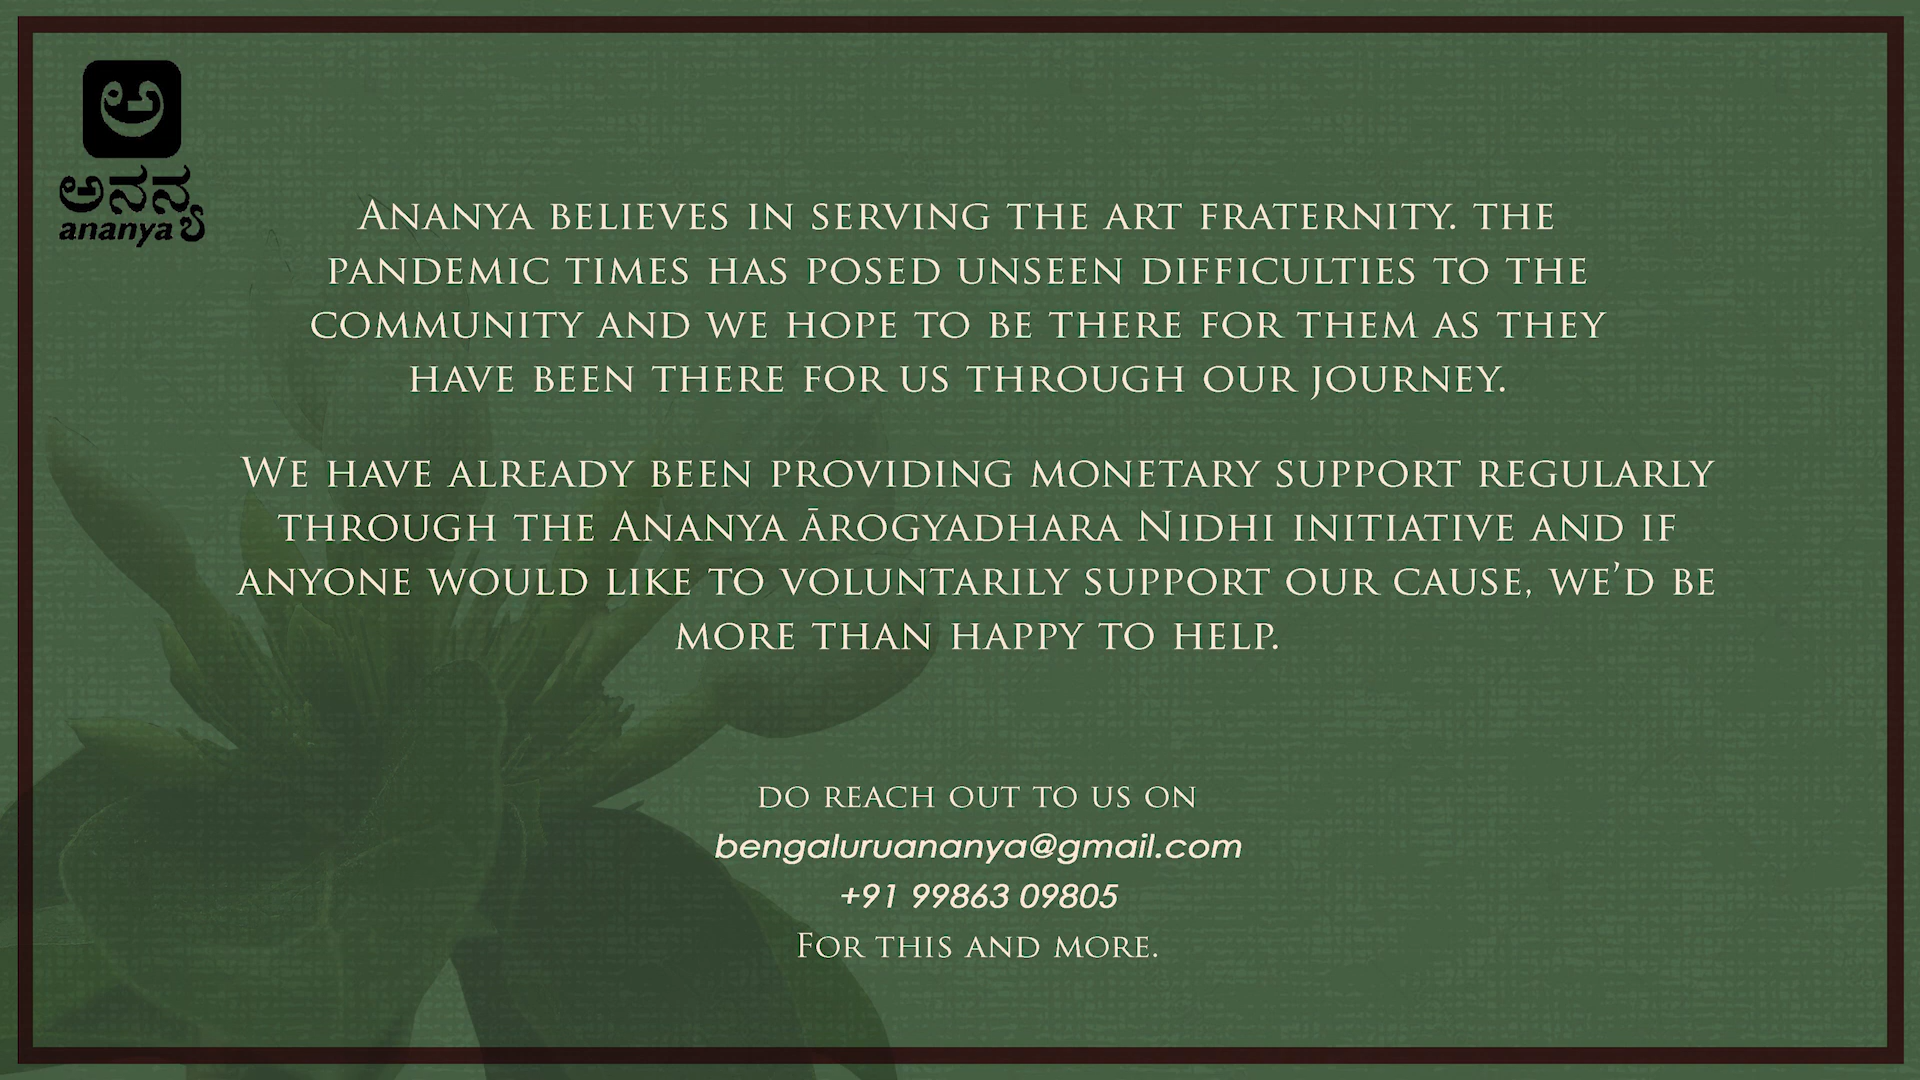 ಅ
ಅನನ್ಯ
ananya
Ananya believes in serving the art fraternity. The
pandemic times has posed unseen difficulties to the
community and we hope to be there for them as they
have been there for us through our journey.
We have already been providing monetary support regularly
through the Ananya Ārogyadhara Nidhi initiative and if
anyone would like to voluntarily support our cause, we’d be
more than happy to help.
do reach out to us on
bengaluruananya@gmail.com
+91 99863 09805
For this and more.